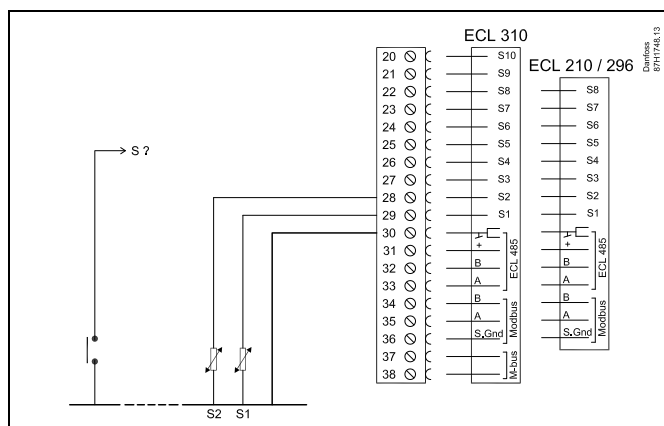 ECL 310
ECL 210 / 296
Danfoss
87H1748.13
20 S10
21 S9 S8
22 S8 S7
23 S7 S6
24 S6 S5
25 S5 S4
26 S4 S3
27 S3 S2
28 S2 S1
29 S1
30
31 + +
32 B B
33 A A
34 B B
35 A A
36 S.Gnd S.Gnd
37
38
ECL 485
Modbus
M-bus
ECL 485
Modbus
S ?
S2 S1